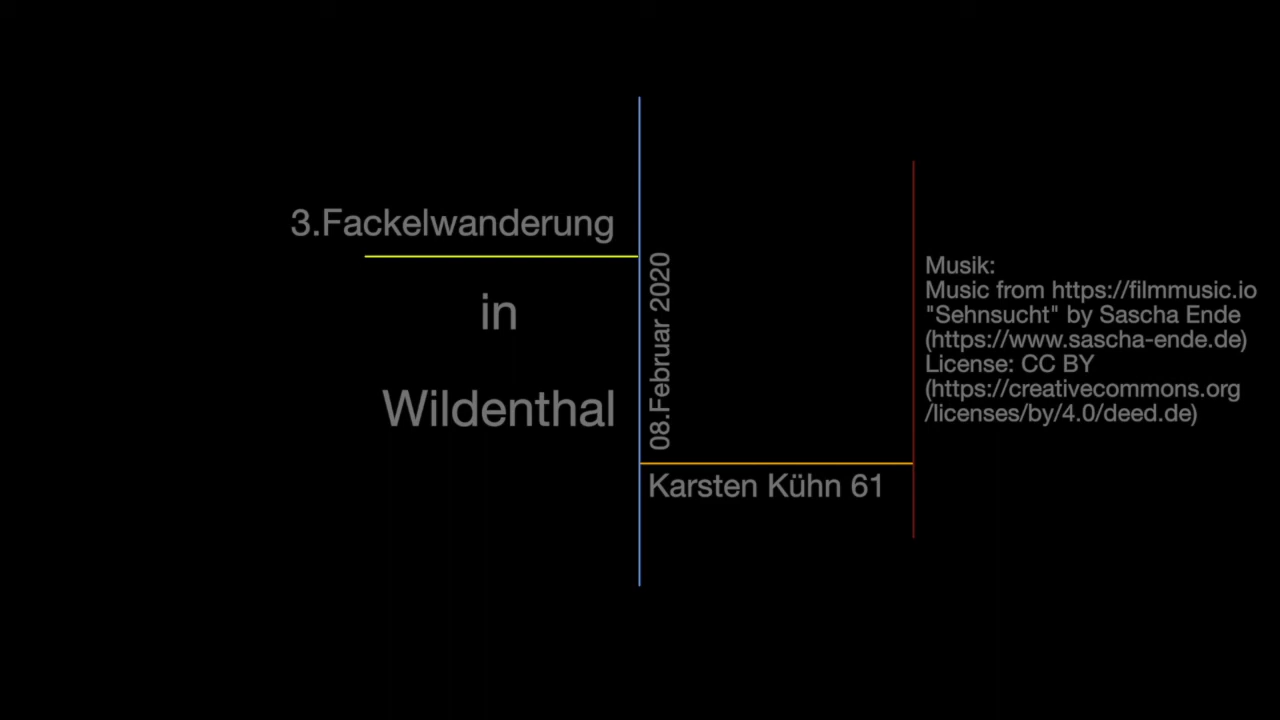 3.Fackelwanderung
in
Wildenthal
08.Februar 2020
Karsten Kühn 61
Musik:
Music from https://filmmusic.io
"Sehnsucht" by Sascha Ende
(https://www.sascha-ende.de)
License: CC BY
(https://creativecommons.org
/licenses/by/4.0/deed.de)